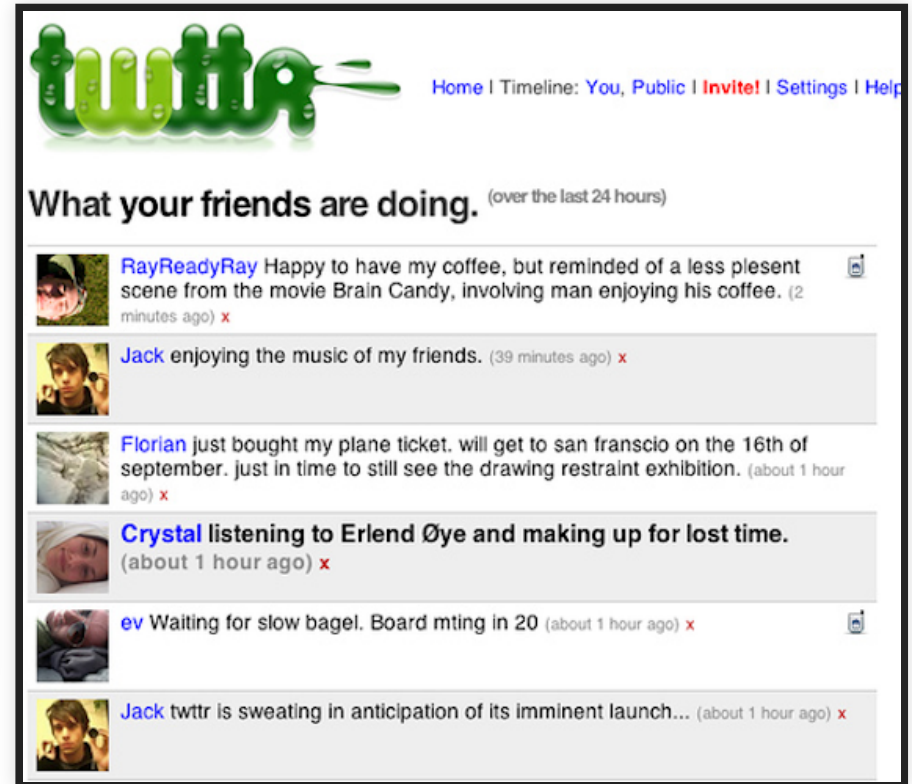 twttr
Home | Timeline: You, Public | Invite! | Settings | Help
What your friends are doing. (over the last 24 hours)
RayReadyRay Happy to have my coffee, but reminded of a less plesent
scene from the movie Brain Candy, involving man enjoying his coffee. (2
minutes ago) x
Jack enjoying the music of my friends. (39 minutes ago) x
Florian just bought my plane ticket. will get to san franscio on the 16th of
september. just in time to still see the drawing restraint exhibition. (about 1 hour
ago) x
Crystal listening to Erlend Øye and making up for lost time.
(about 1 hour ago) x
ev Waiting for slow bagel. Board mting in 20 (about 1 hour ago) x
Jack twttr is sweating in anticipation of its imminent launch... (about 1 hour ago) x